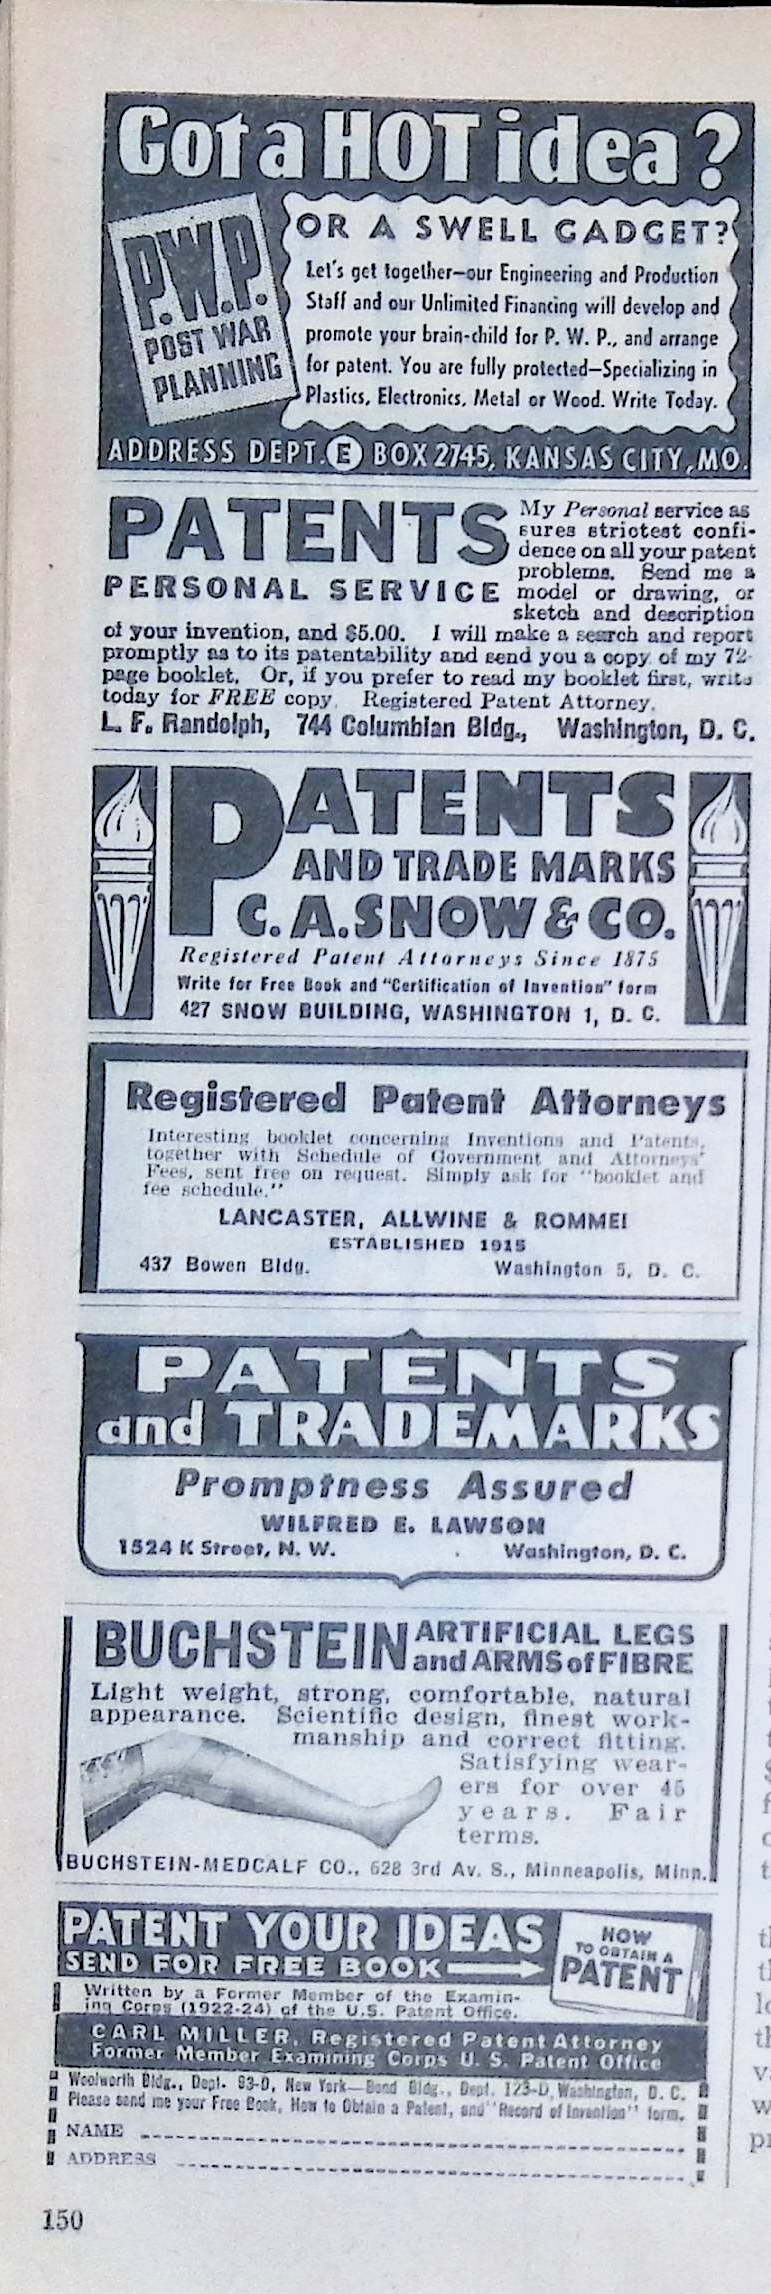 Got a HOT idea?
P.W.P.
POST WAR
PLANNING
OR A SWELL GADGET?
Let's get together—our Engineering and Production
Staff and our Unlimited Financing will develop and
promote your brain-child for P. W. P., and arrange
for patent. You are fully protected—Specializing in
Plastics, Electronics, Metal or Wood. Write Today.
ADDRESS DEPT. E BOX 2745, KANSAS CITY, MO.
PATENTS
PERSONAL SERVICE
My Personal service as
sures strictest confi-
dence on all your patent
problems. Send me a
model or drawing, or
sketch and description
of your invention, and $5.00. I will make a search and report
promptly as to its patentability and send you a copy of my 72-
page booklet. Or, if you prefer to read my booklet first, write
today for FREE copy. Registered Patent Attorney.
L. F. Randolph, 744 Columbian Bldg., Washington, D. C.
PATENTS
AND TRADE MARKS
C. A. SNOW & CO.
Registered Patent Attorneys Since 1875
Write for Free Book and "Certification of Invention" form
427 SNOW BUILDING, WASHINGTON 1, D. C.
Registered Patent Attorneys
Interesting booklet concerning Inventions and Patents,
together with Schedule of Government and Attorneys'
Fees, sent free on request. Simply ask for "booklet and
fee schedule."
LANCASTER, ALLWINE & ROMMEL
ESTABLISHED 1915
437 Bowen Bldg. Washington 5, D. C.
PATENTS
and TRADEMARKS
Promptness Assured
WILFRED E. LAWSON
1524 K Street, N. W. Washington, D. C.
BUCHSTEIN ARTIFICIAL LEGS
and ARMS of FIBRE
Light weight, strong, comfortable, natural
appearance. Scientific design, finest work-
manship and correct fitting.
Satisfying wear-
ers for over 45
years. Fair
terms.
BUCHSTEIN-MEDCALF CO., 628 3rd Av. S., Minneapolis, Minn.
PATENT YOUR IDEAS
SEND FOR FREE BOOK
HOW
TO OBTAIN A
PATENT
Written by a Former Member of the Examin-
ing Corps (1922-24) of the U.S. Patent Office.
CARL MILLER, Registered Patent Attorney
Former Member Examining Corps U. S. Patent Office
Woolworth Bldg., Dept. 93-D, New York—Bond Bldg., Dept. 123-D, Washington, D. C.
Please send me your Free Book, How to Obtain a Patent, and "Record of Invention" form.
NAME
ADDRESS
150